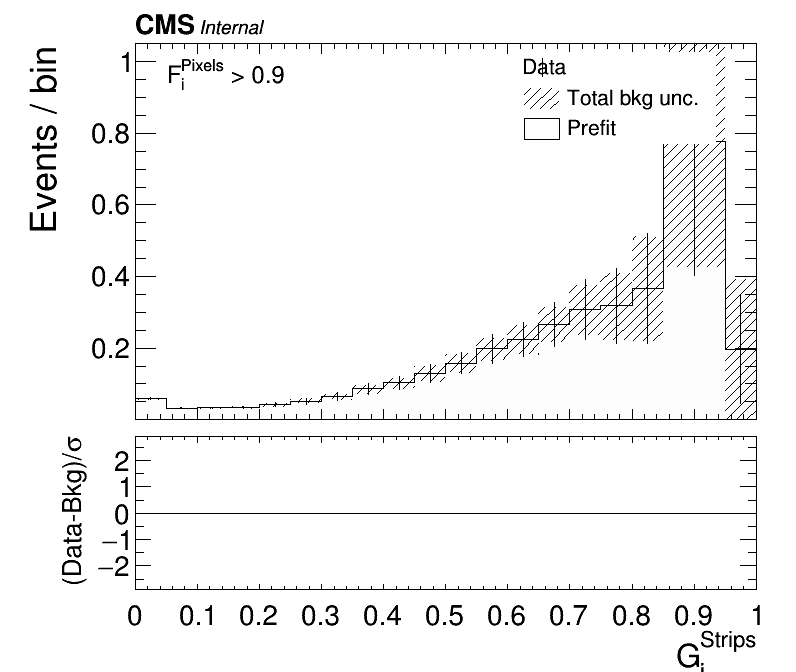 CMS Internal
F_i^Pixels > 0.9
Data
Total bkg unc.
Prefit
Events / bin
1
0.8
0.6
0.4
0.2
(Data-Bkg)/σ
2
1
0
−1
−2
0 0.1 0.2 0.3 0.4 0.5 0.6 0.7 0.8 0.9 1
G_i^Strips